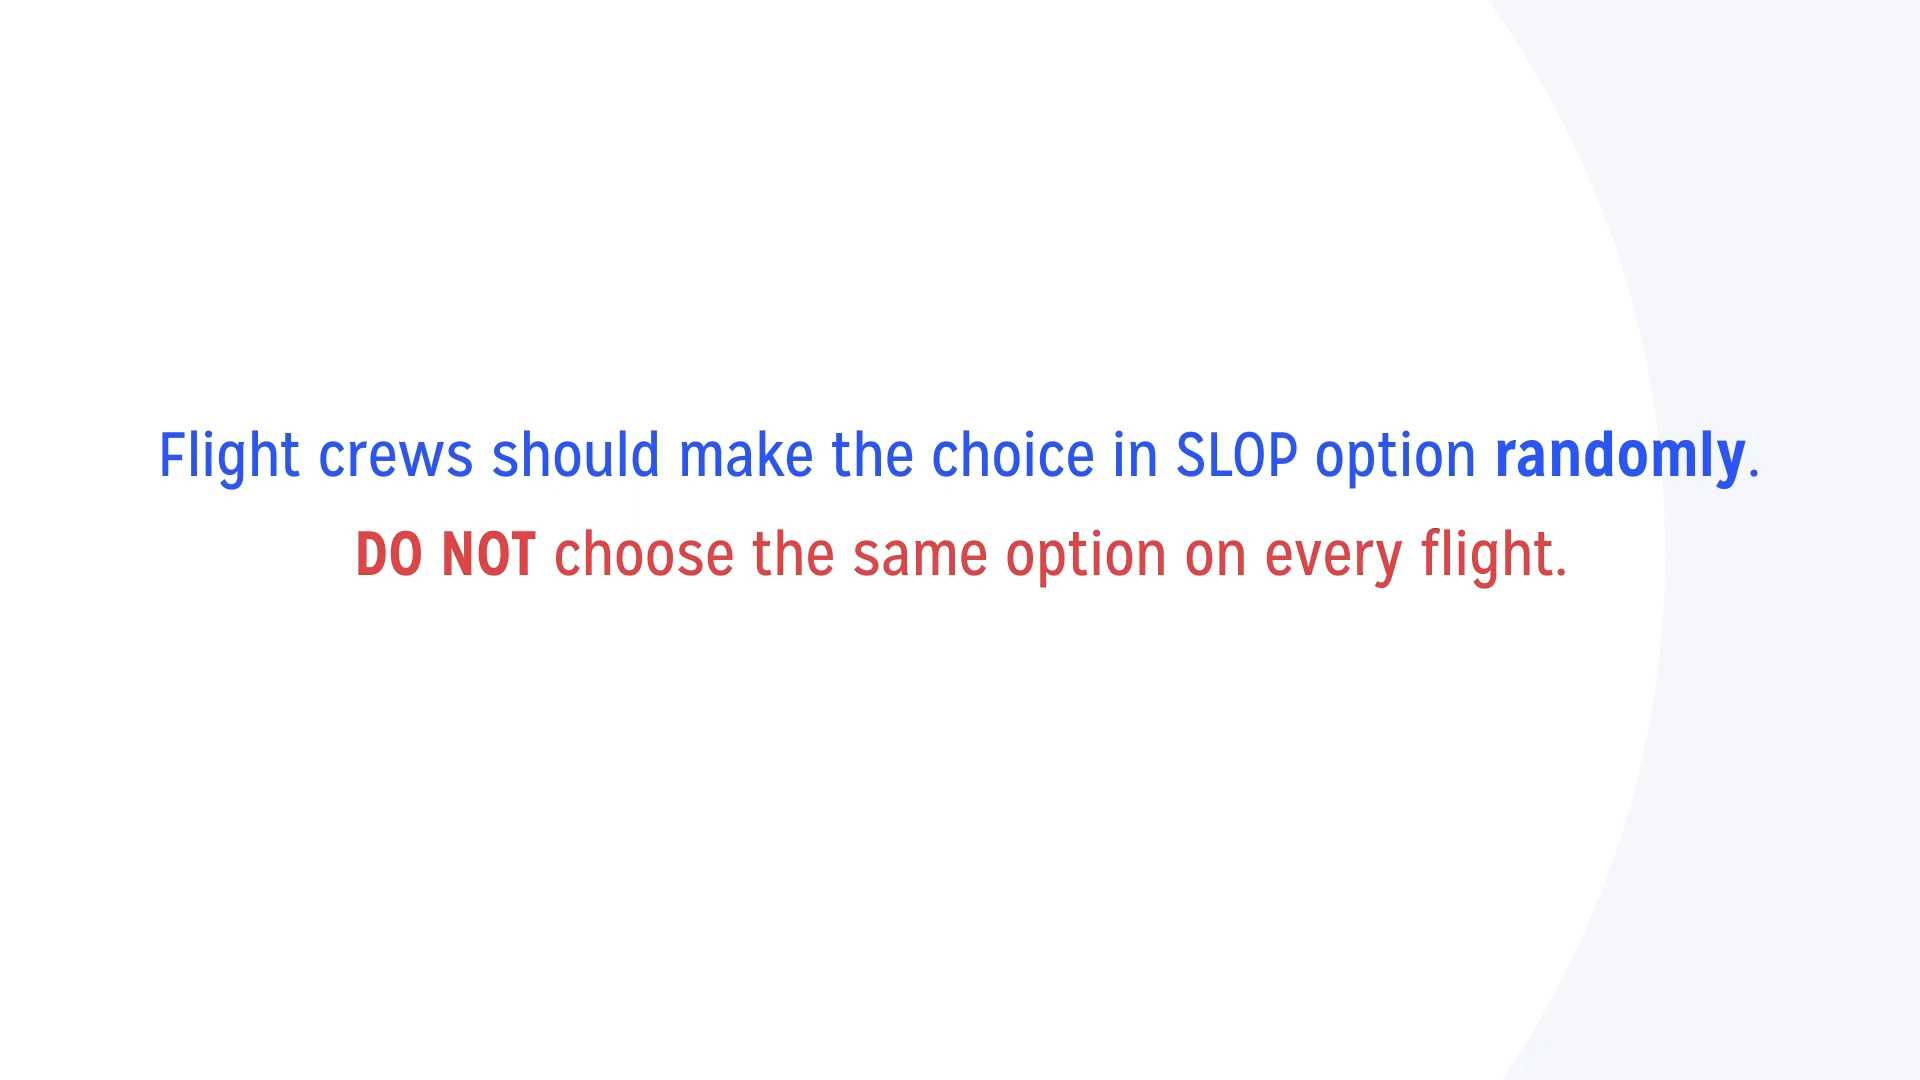 Flight crews should make the choice in SLOP option randomly.
DO NOT choose the same option on every flight.